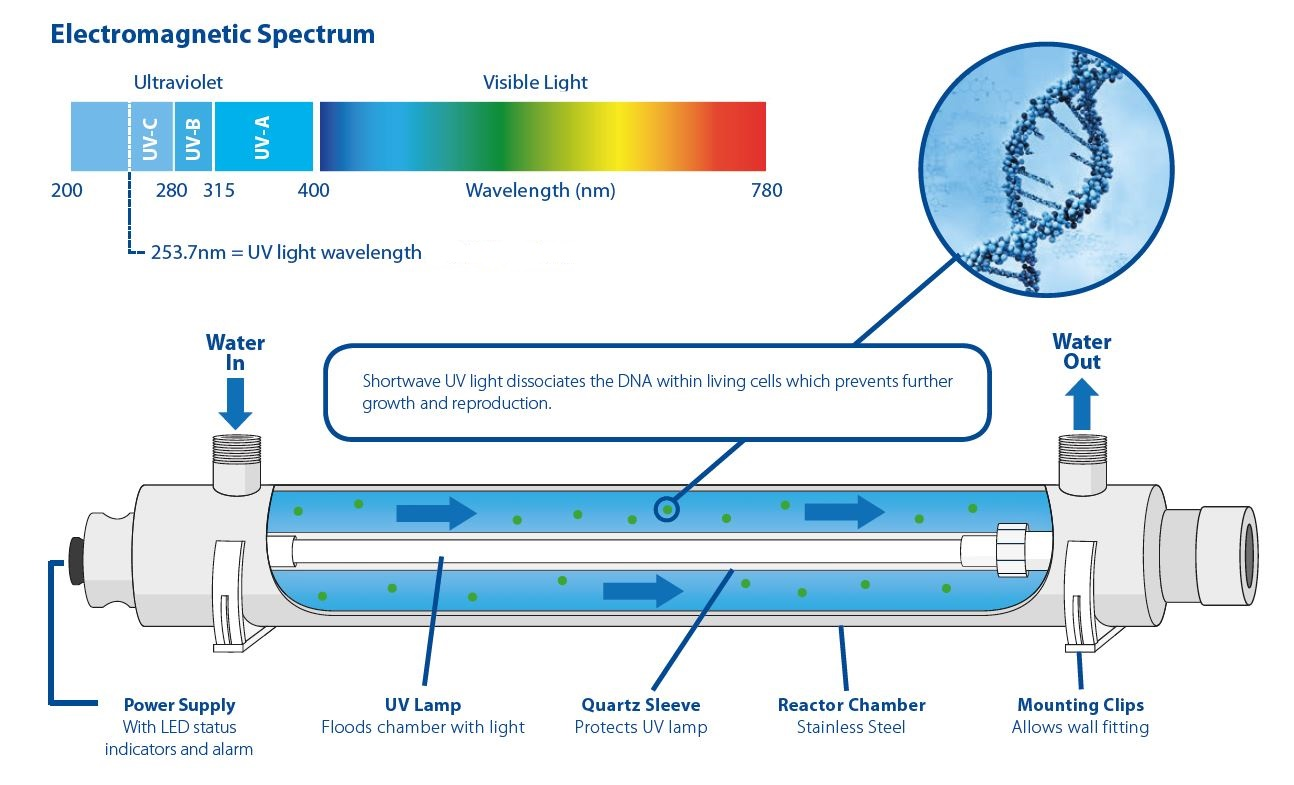 Electromagnetic Spectrum
Ultraviolet
Visible Light
UV-C
UV-B
UV-A
200
280
315
400
Wavelength (nm)
780
253.7nm = UV light wavelength
Water
In
Water
Out
Shortwave UV light dissociates the DNA within living cells which prevents further
growth and reproduction.
Power Supply
With LED status
indicators and alarm
UV Lamp
Floods chamber with light
Quartz Sleeve
Protects UV lamp
Reactor Chamber
Stainless Steel
Mounting Clips
Allows wall fitting